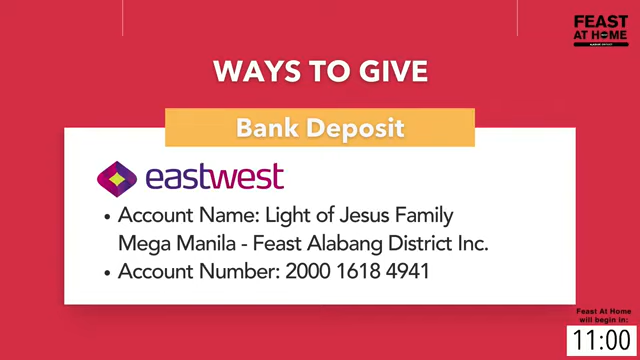 FEAST
AT HOME
WAYS TO GIVE
Bank Deposit
eastwest
• Account Name: Light of Jesus Family
Mega Manila - Feast Alabang District Inc.
• Account Number: 2000 1618 4941
Feast At Home
will begin in:
11:00